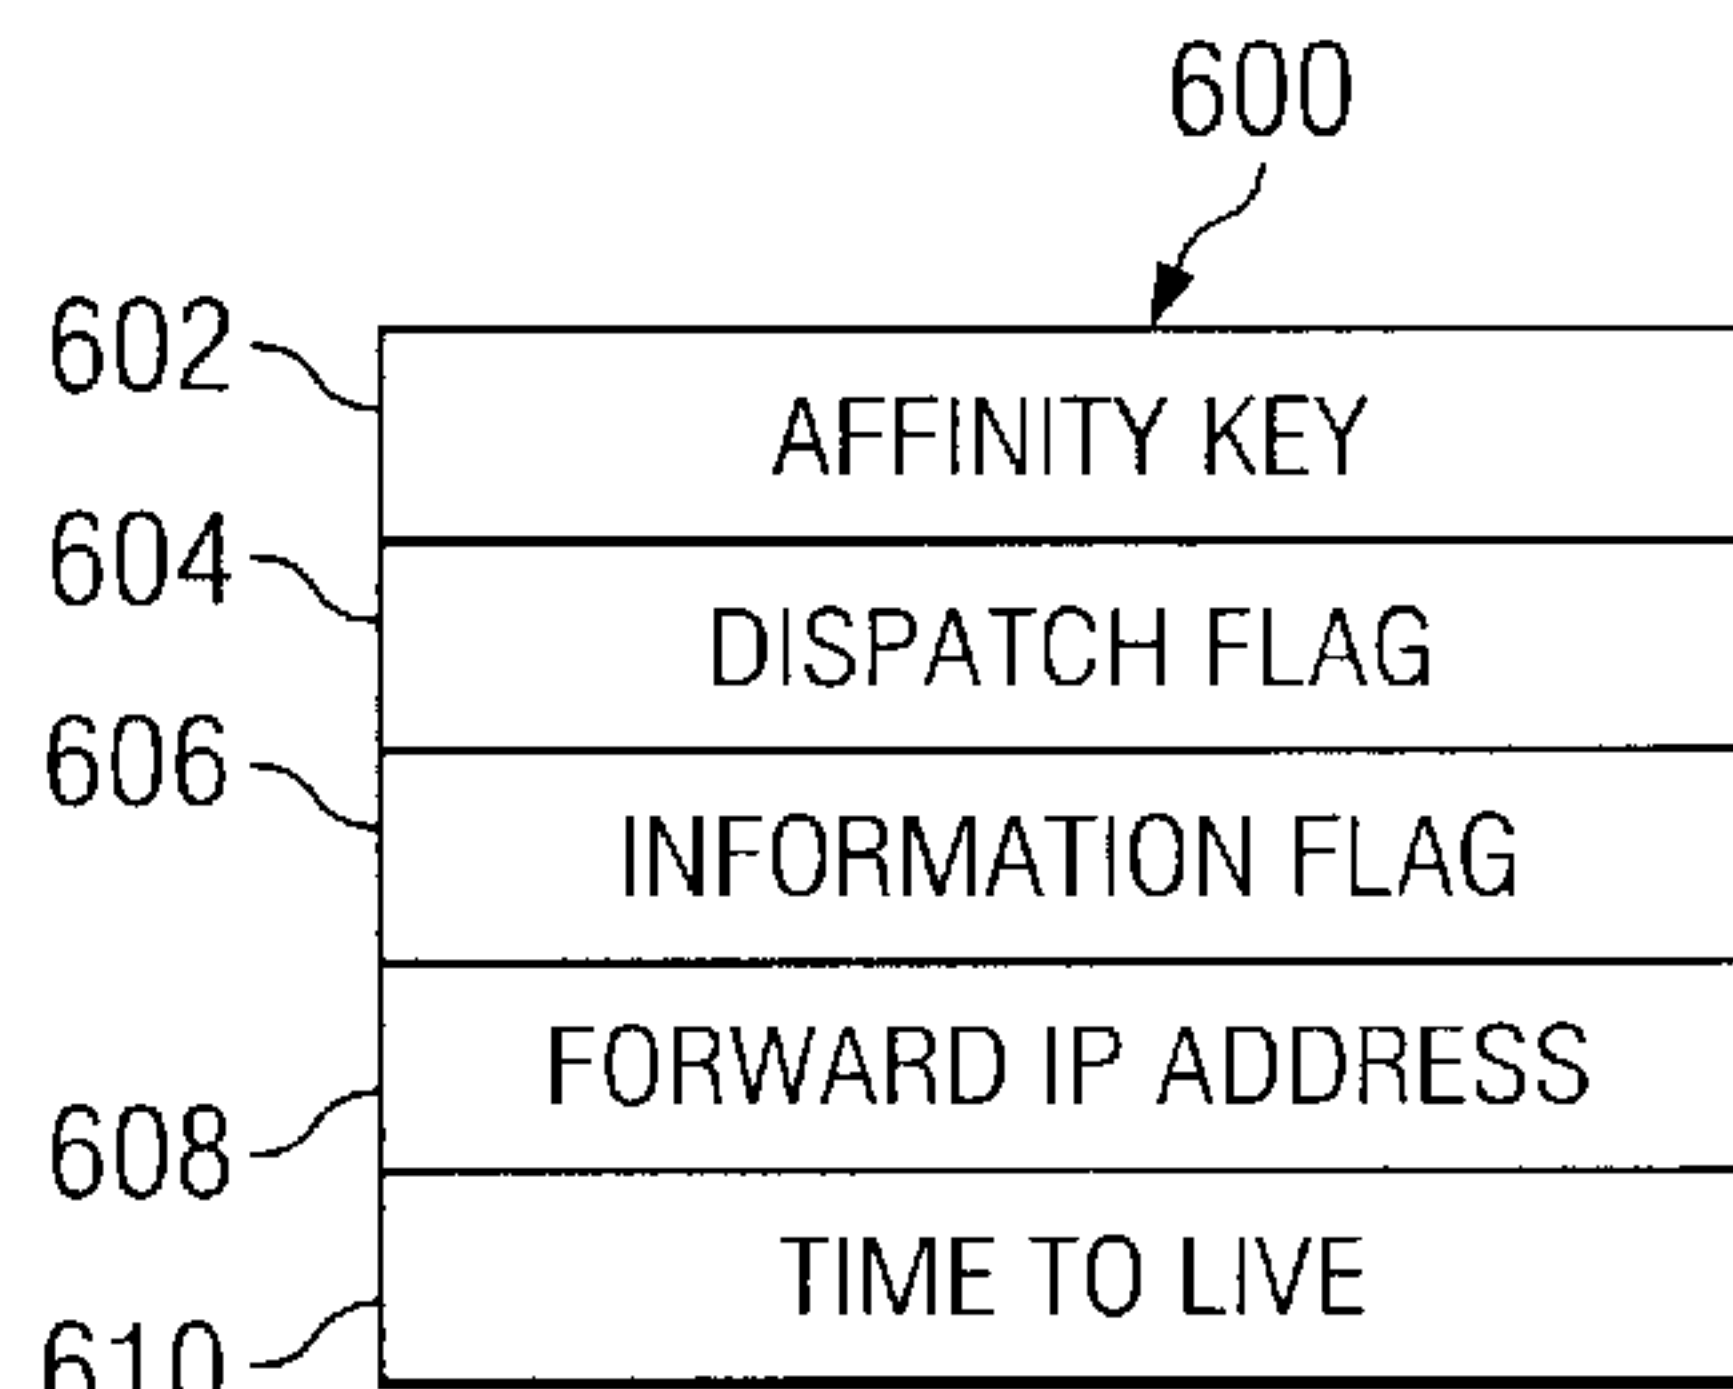 600
602
AFFINITY KEY
604
DISPATCH FLAG
606
INFORMATION FLAG
FORWARD IP ADDRESS
608
TIME TO LIVE
610